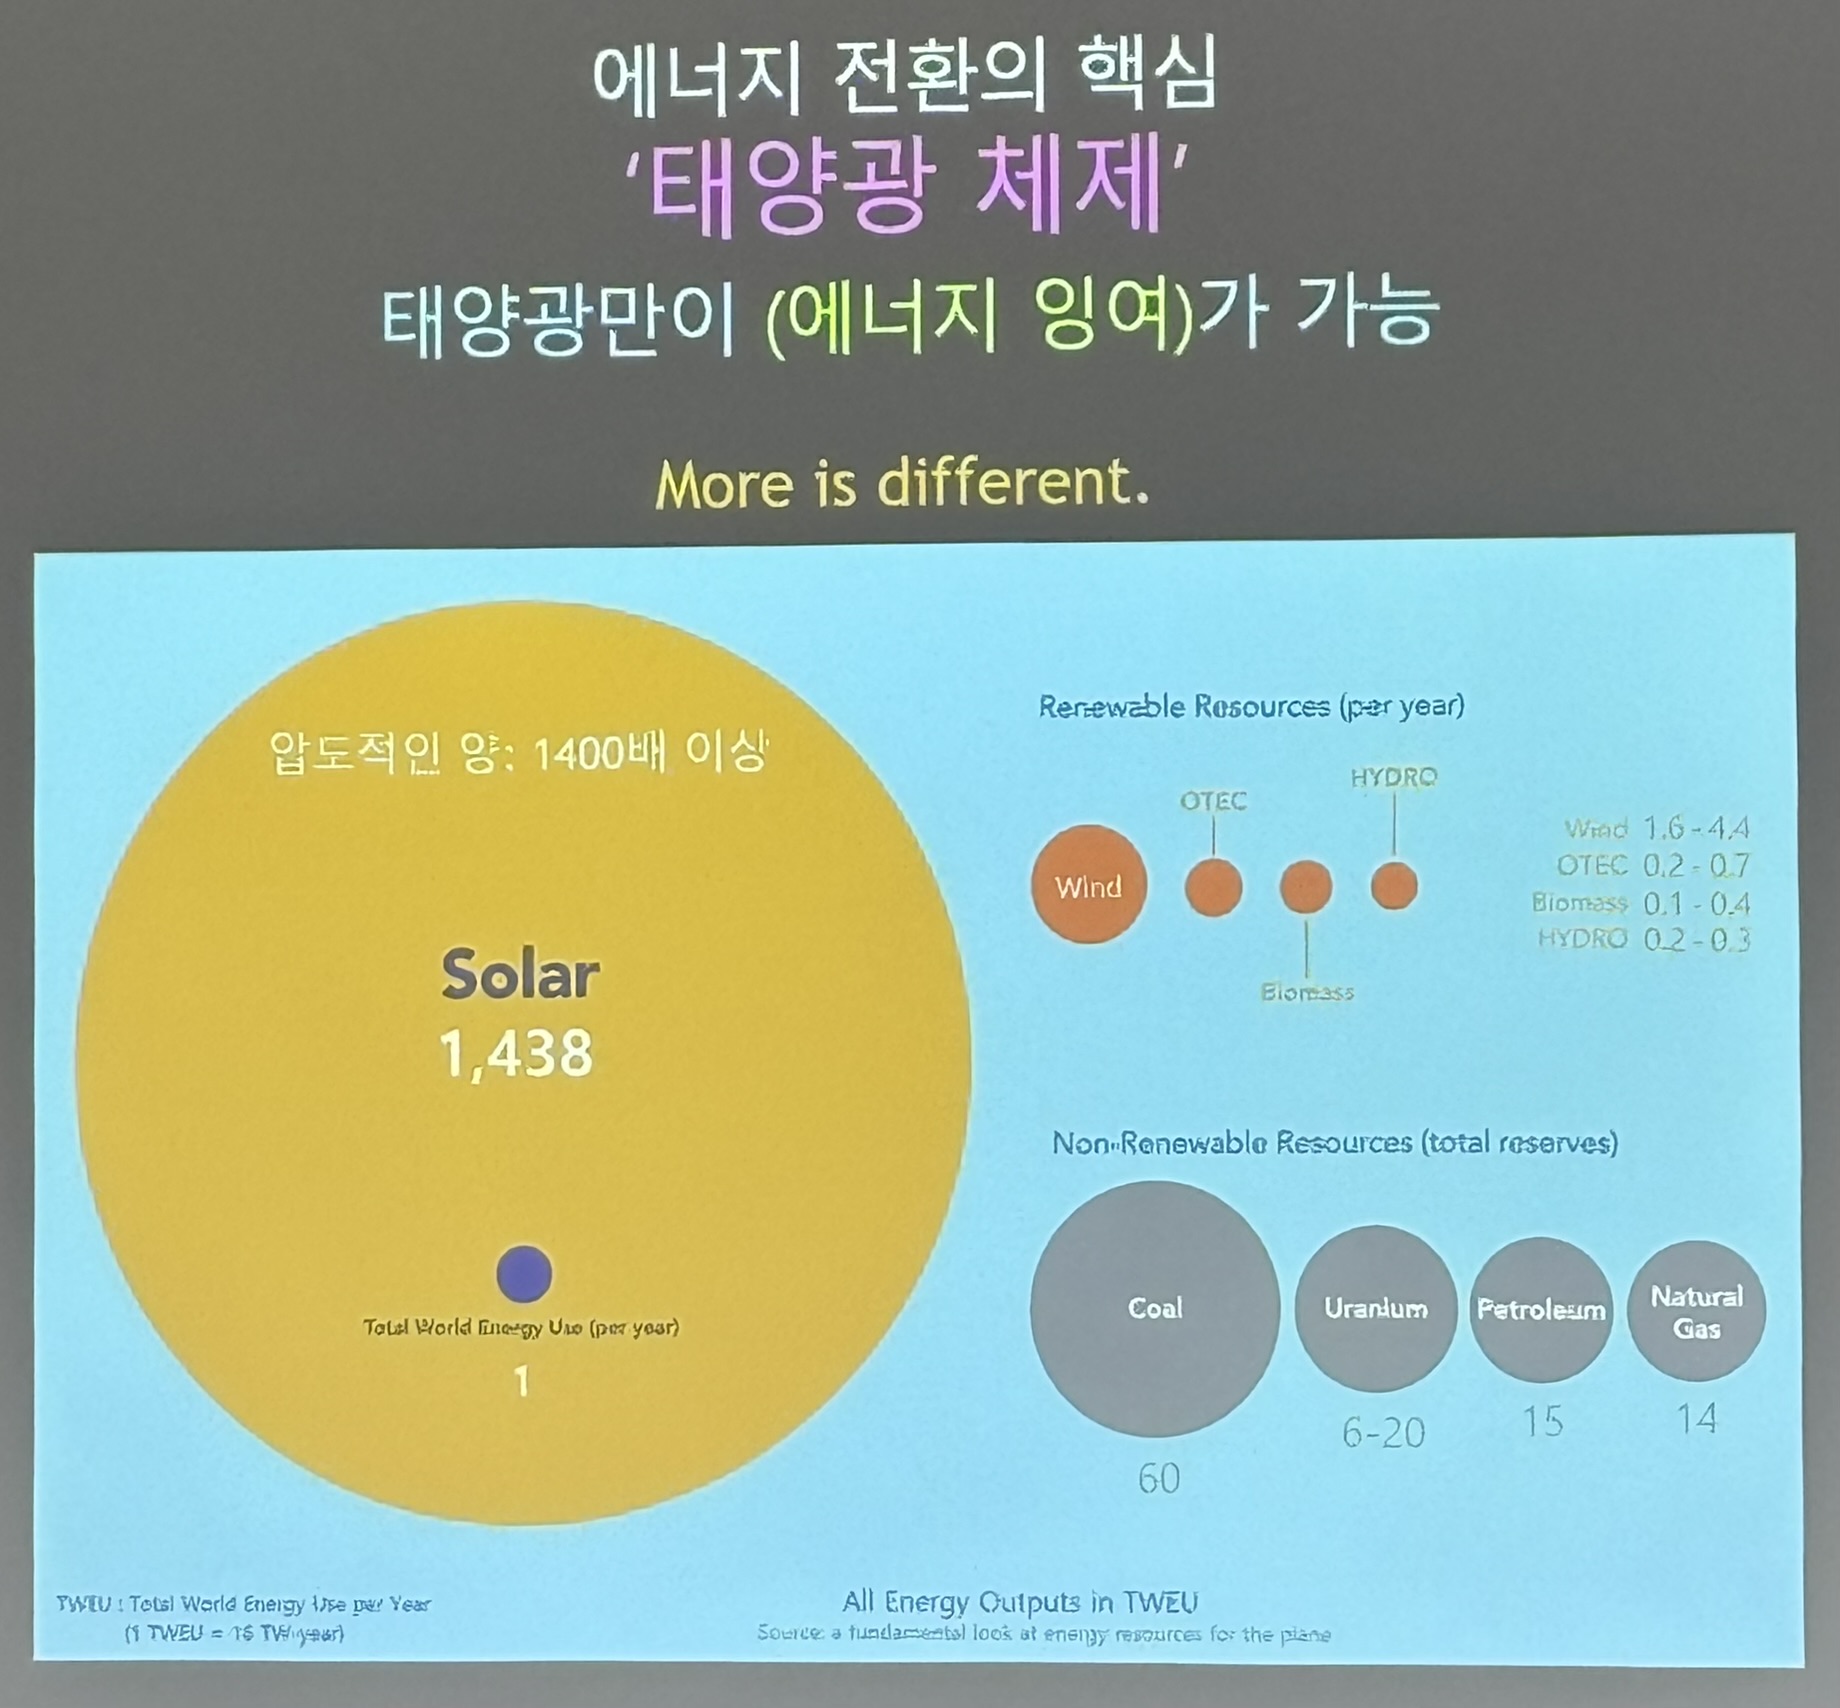 에너지 전환의 핵심
‘태양광 체제’
태양광만이 (에너지 잉여)가 가능
More is different.
압도적인 양: 1400배 이상
Solar
1,438
Total World Energy Use (per year)
1
Renewable Resources (per year)
HYDRO
OTEC
Wind
Biomass
Wind 1.6 - 4.4
OTEC 0.2 - 0.7
Biomass 0.1 - 0.4
HYDRO 0.2 - 0.3
Non-Renewable Resources (total reserves)
Coal
Uranium
Petroleum
Natural
Gas
60
6-20
15
14
TWEU : Total World Energy Use per Year
(1 TWEU = 16 TW-year)
All Energy Outputs in TWEU
Source: a fundamental look at energy resources for the plane